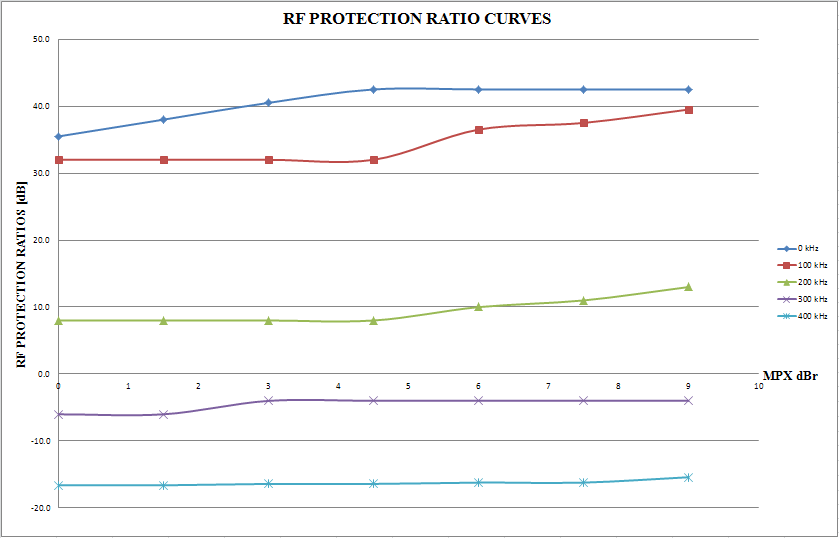 RF PROTECTION RATIO CURVES
50.0
40.0
30.0
20.0
10.0
0.0
-10.0
-20.0
RF PROTECTION RATIOS [dB]
0 1 2 3 4 5 6 7 8 9 10
MPX dBr
0 kHz
100 kHz
200 kHz
300 kHz
400 kHz